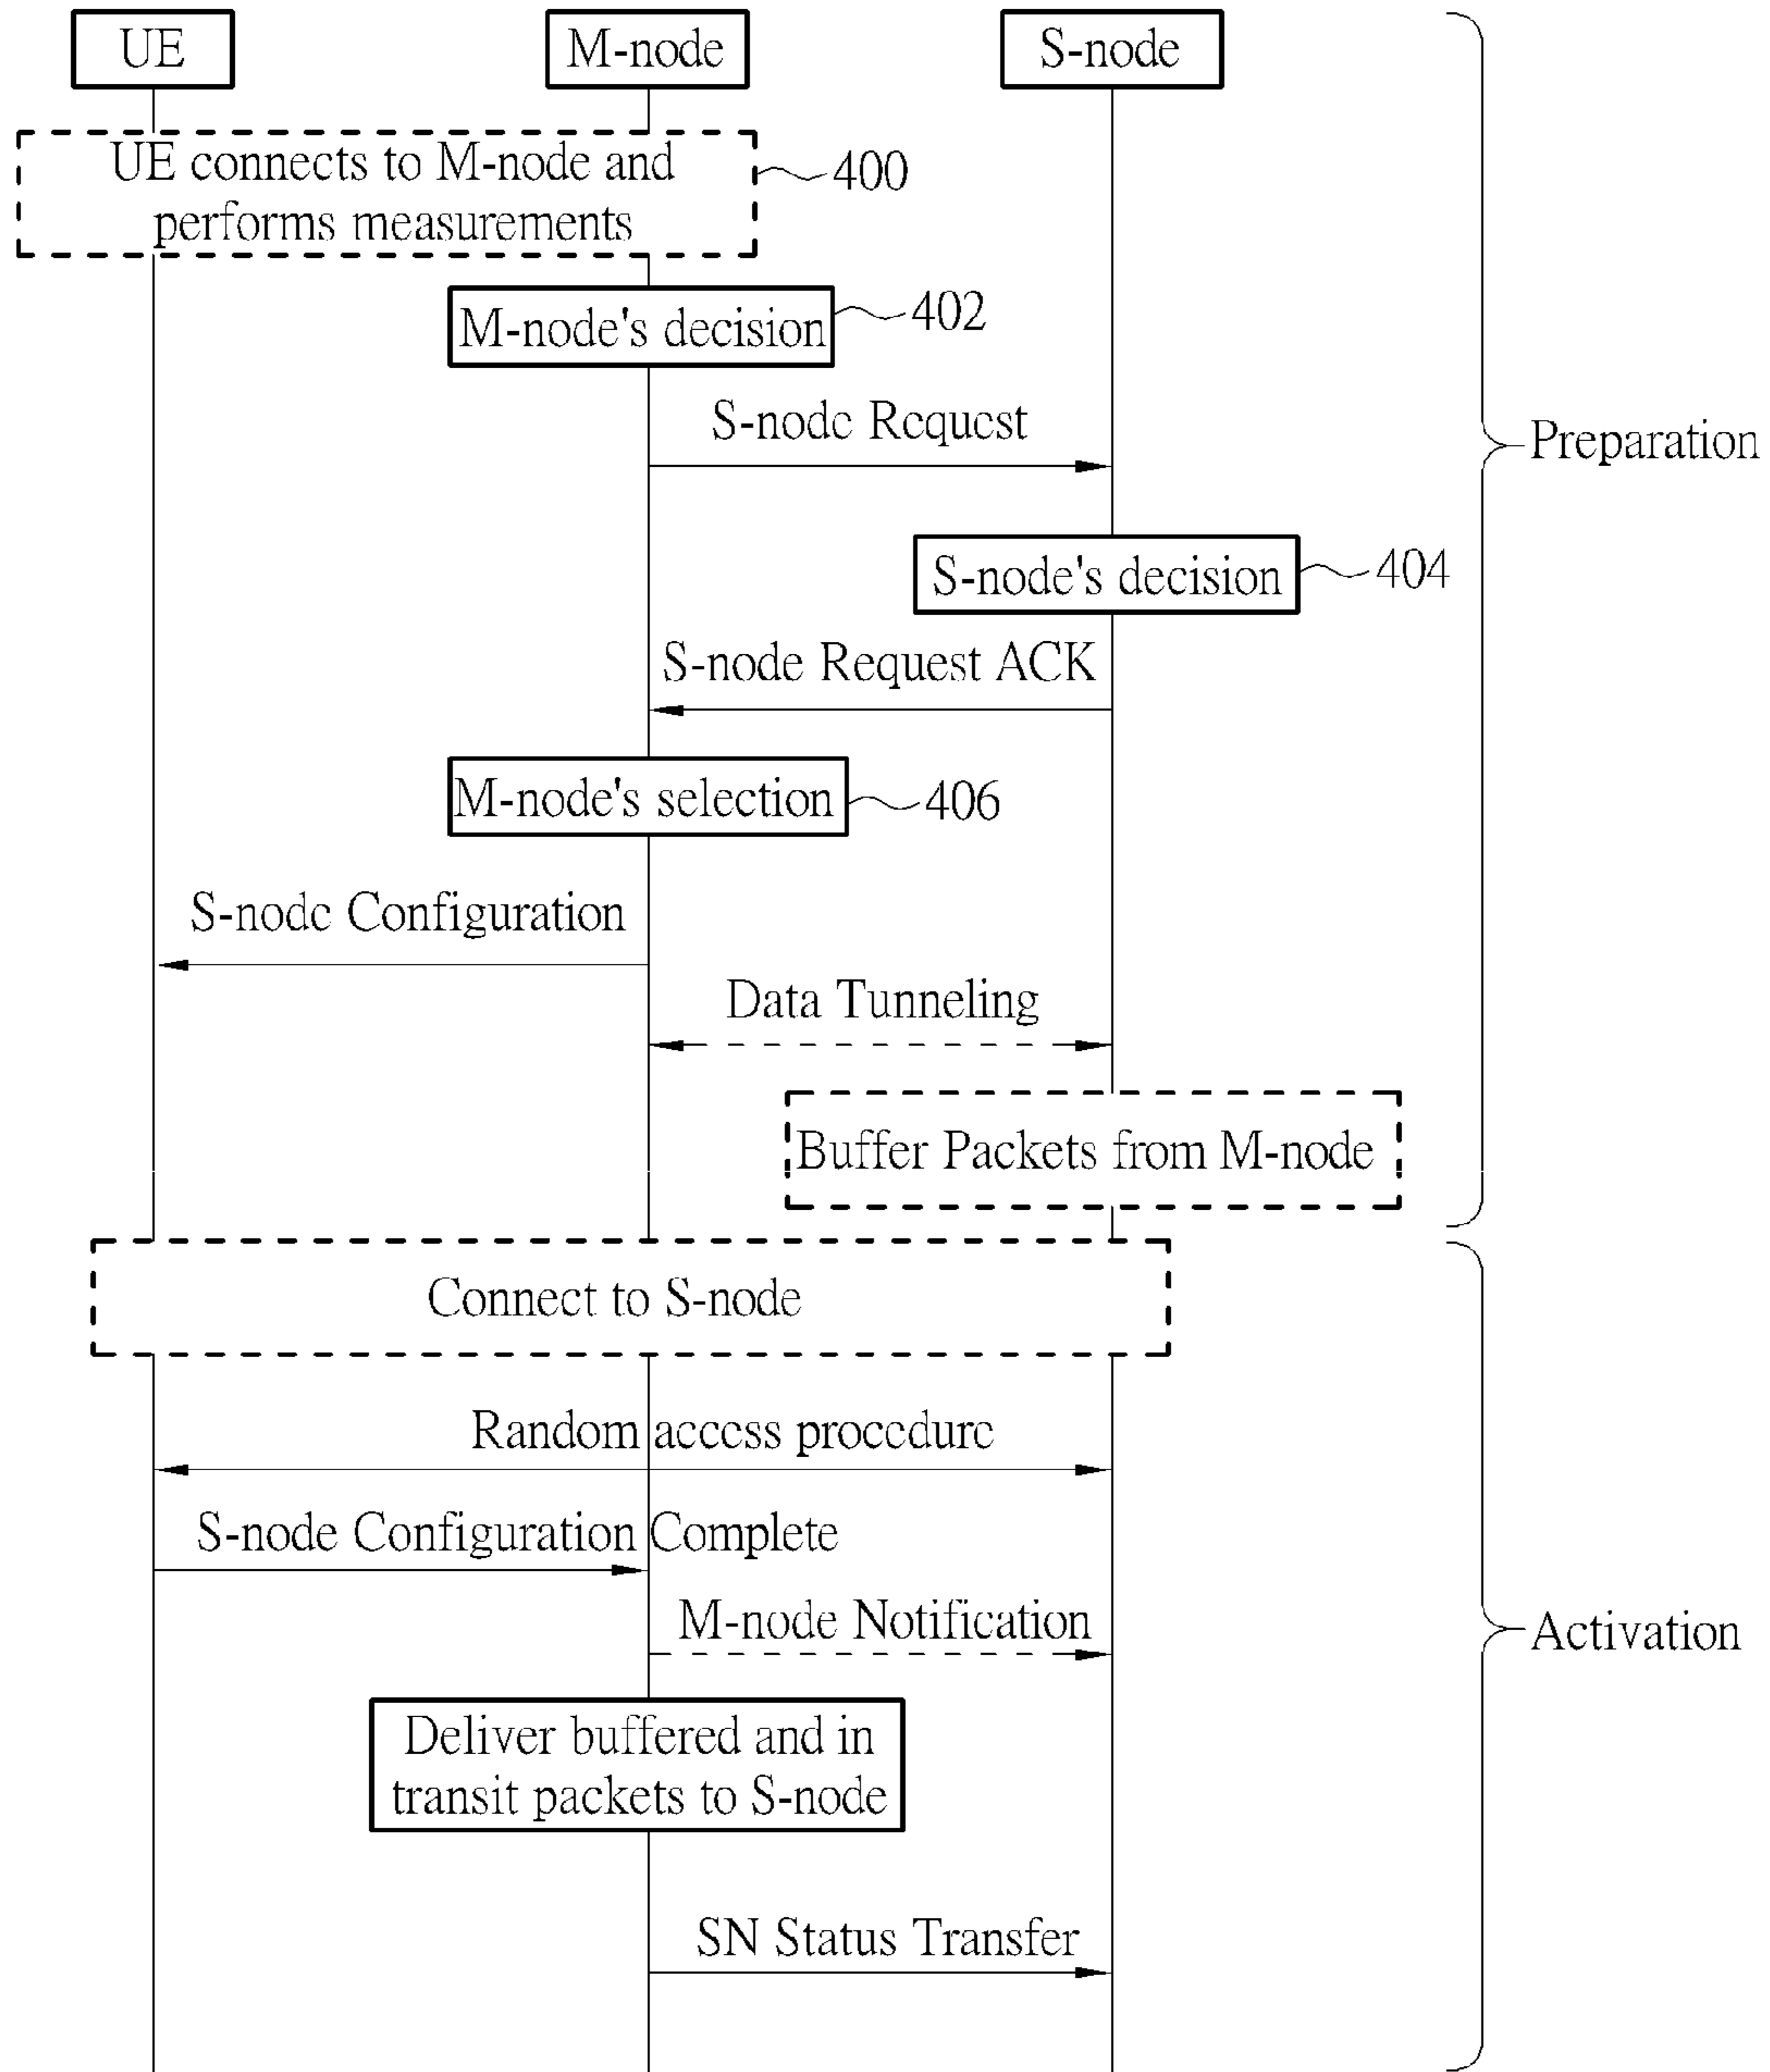 UE
M-node
S-node
UE connects to M-node and
performs measurements
400
M-node's decision
402
S-node Request
Preparation
S-node's decision
404
S-node Request ACK
M-node's selection
406
S-node Configuration
Data Tunneling
Buffer Packets from M-node
Connect to S-node
Random access procedure
S-node Configuration Complete
M-node Notification
Activation
Deliver buffered and in
transit packets to S-node
SN Status Transfer